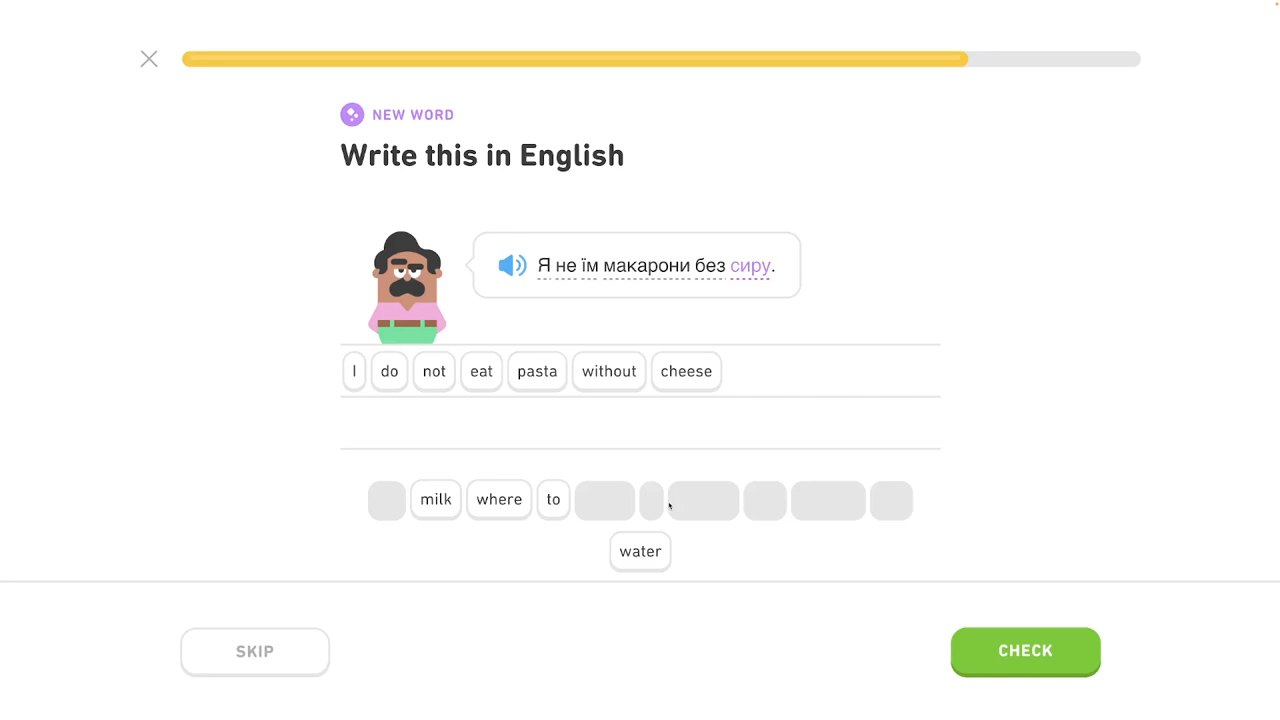 NEW WORD
Write this in English
Я не їм макарони без сиру.
I do not eat pasta without cheese
milk where to
water
SKIP
CHECK